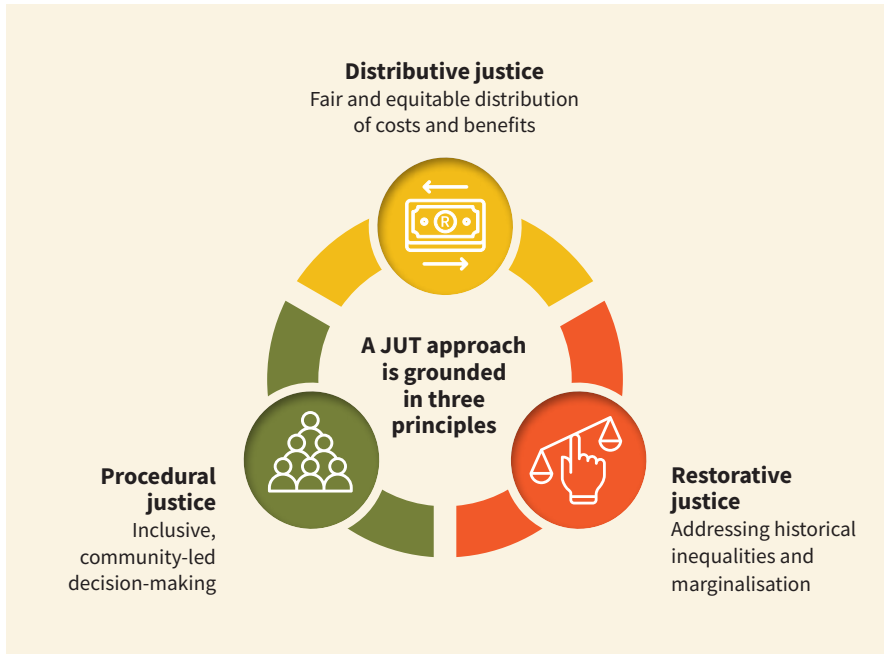 Distributive justice
Fair and equitable distribution
of costs and benefits
R
A JUT approach
is grounded
in three
principles
Procedural
justice
Inclusive,
community-led
decision-making
Restorative
justice
Addressing historical
inequalities and
marginalisation